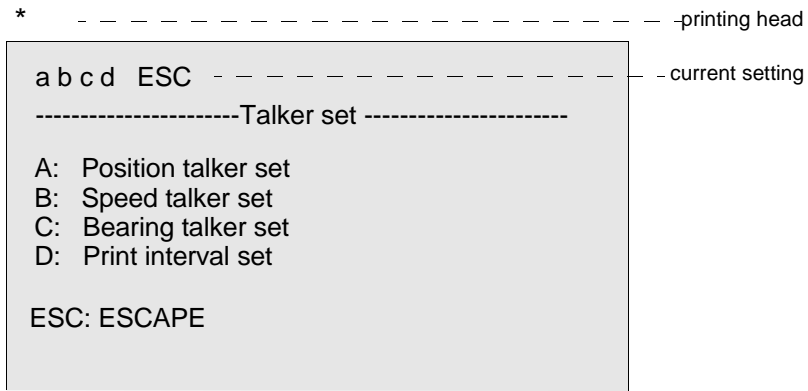 * printing head
a b c d ESC current setting
-----------------------Talker set -----------------------
A: Position talker set
B: Speed talker set
C: Bearing talker set
D: Print interval set
ESC: ESCAPE